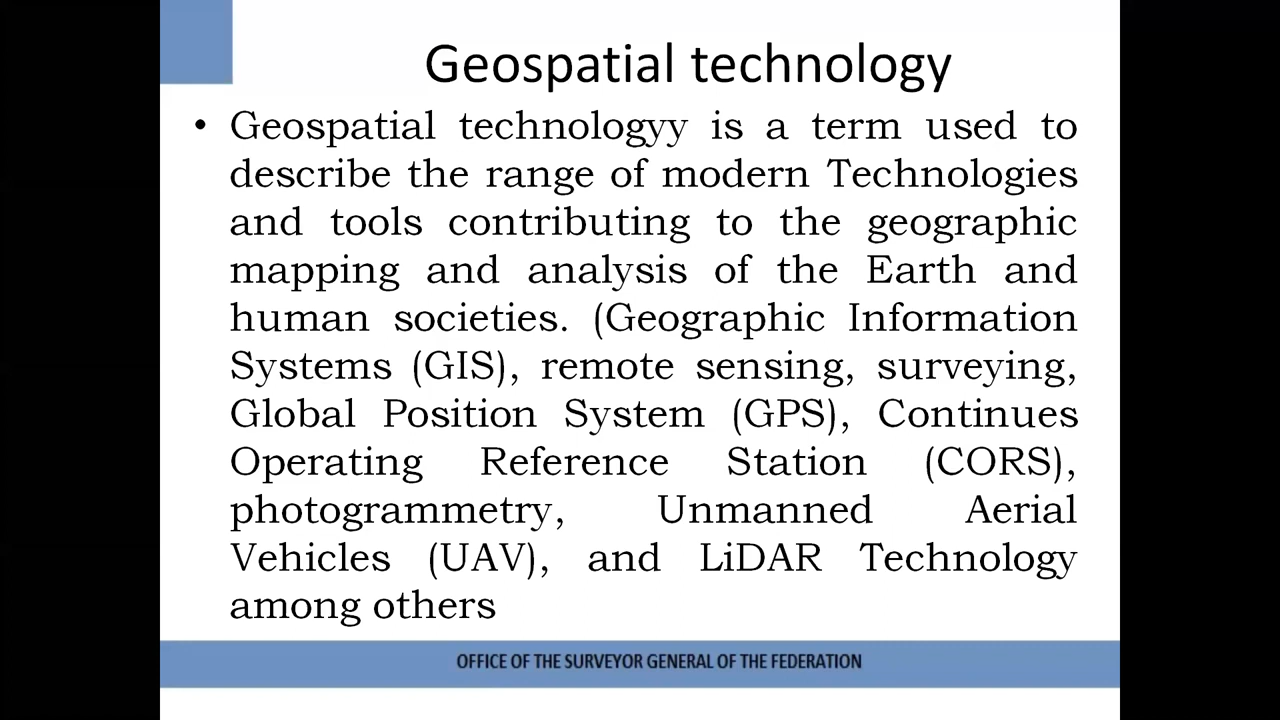 Geospatial technology
• Geospatial technologyy is a term used to
describe the range of modern Technologies
and tools contributing to the geographic
mapping and analysis of the Earth and
human societies. (Geographic Information
Systems (GIS), remote sensing, surveying,
Global Position System (GPS), Continues
Operating Reference Station (CORS),
photogrammetry, Unmanned Aerial
Vehicles (UAV), and LiDAR Technology
among others
OFFICE OF THE SURVEYOR GENERAL OF THE FEDERATION